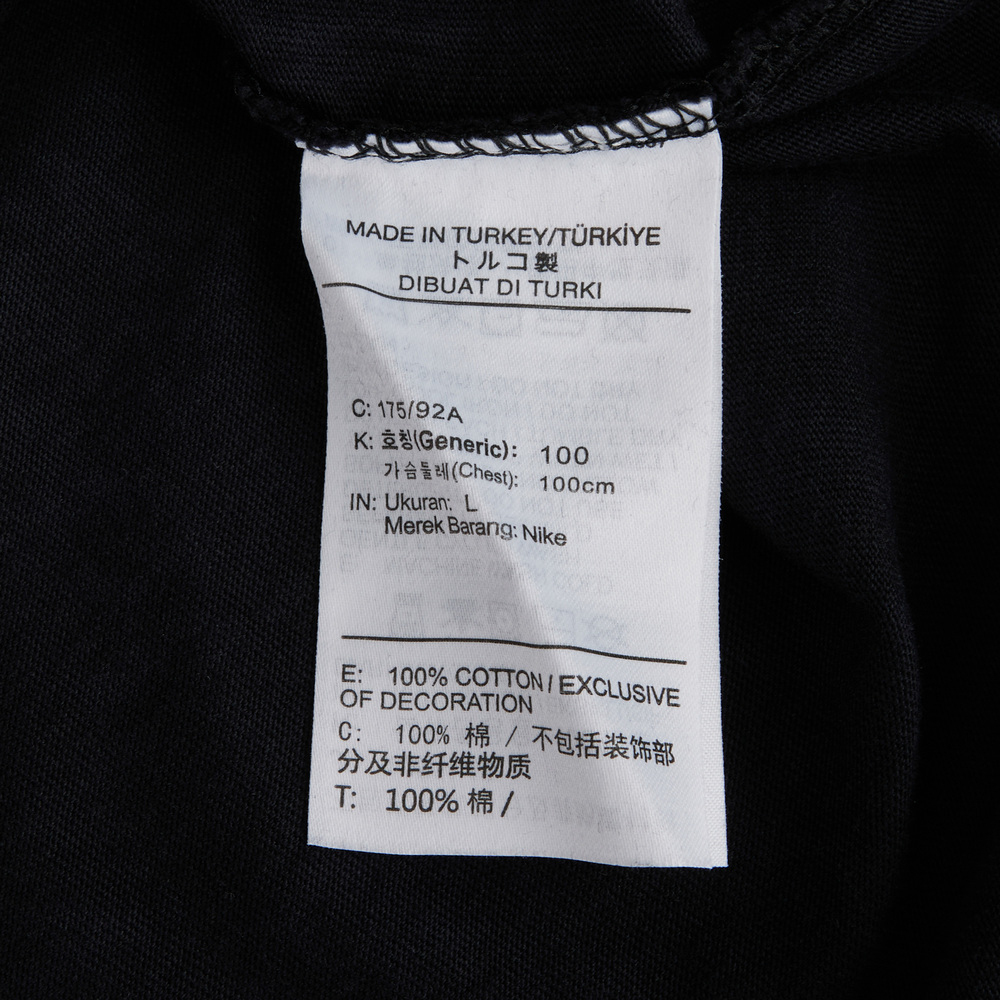 MADE IN TURKEY/TÜRKİYE
トルコ製
DIBUAT DI TURKI
C: 175/92A
K: 호칭(Generic): 100
가슴둘레(Chest): 100cm
IN: Ukuran: L
Merek Barang: Nike
E: 100% COTTON / EXCLUSIVE
OF DECORATION
C: 100% 棉 / 不包括装饰部
分及非纤维物质
T: 100% 棉 /